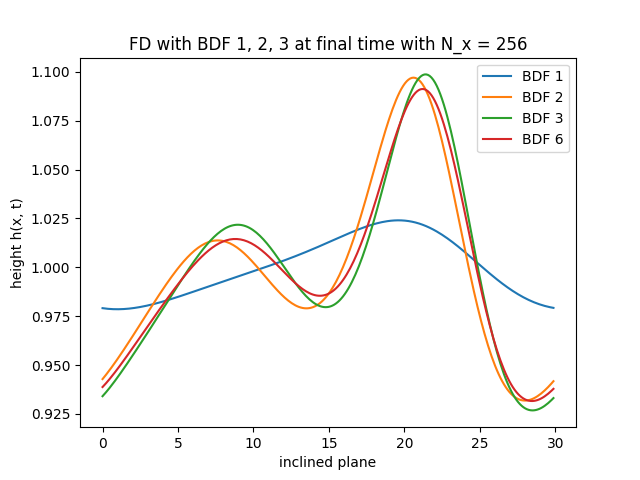 FD with BDF 1, 2, 3 at final time with N_x = 256
BDF 1
BDF 2
BDF 3
BDF 6
height h(x, t)
1.100
1.075
1.050
1.025
1.000
0.975
0.950
0.925
0
5
10
15
20
25
30
inclined plane